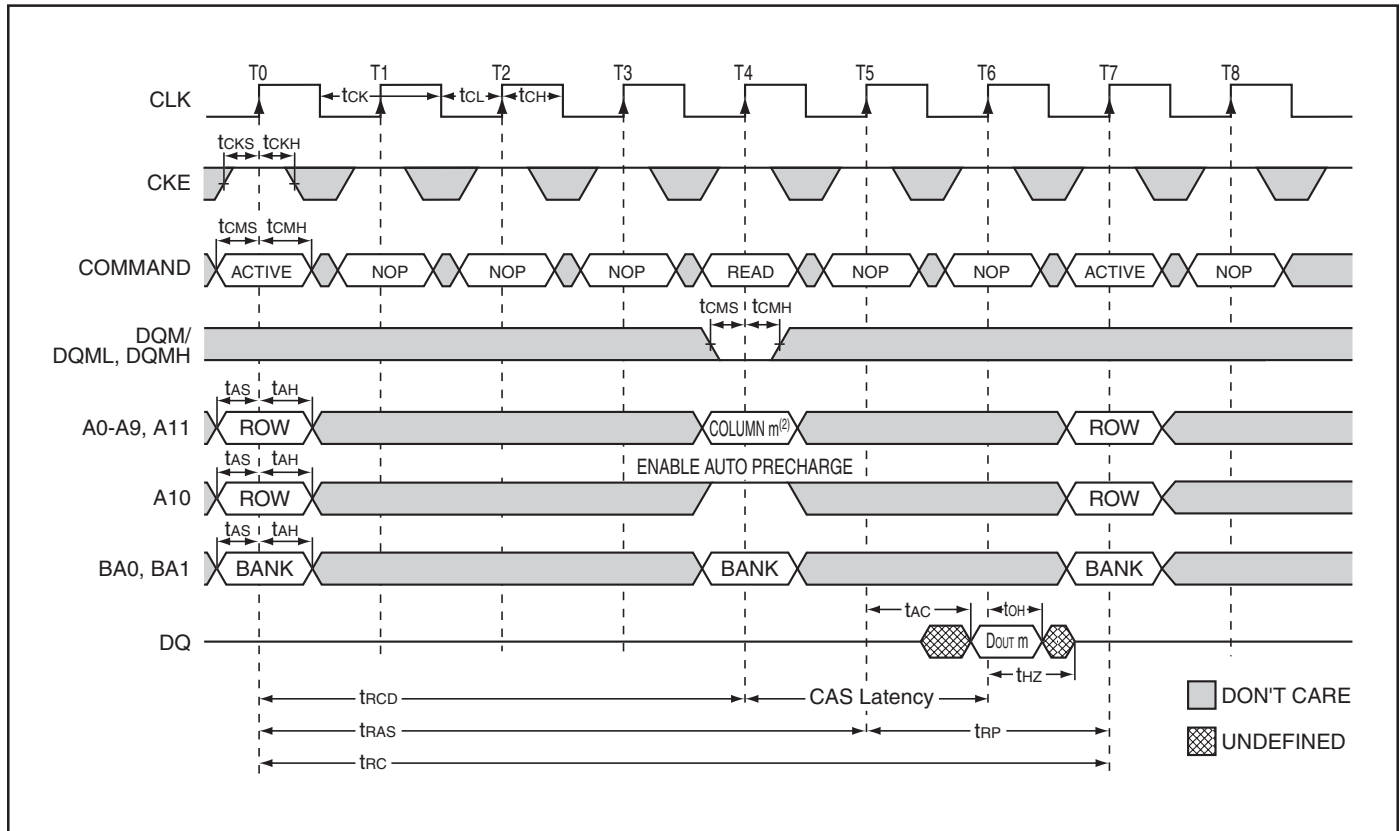 T0 T1 T2 T3 T4 T5 T6 T7 T8
CLK tCK tCL tCH
tCKS tCKH
CKE
tCMS tCMH
COMMAND ACTIVE NOP NOP NOP READ NOP NOP ACTIVE NOP
tCMS tCMH
DQM/
DQML, DQMH
tAS tAH
A0-A9, A11 ROW COLUMN m(2) ROW
tAS tAH ENABLE AUTO PRECHARGE
A10 ROW ROW
tAS tAH
BA0, BA1 BANK BANK BANK
tAC tOH
DQ DOUT m
tHZ
tRCD CAS Latency DON'T CARE
tRAS tRP
UNDEFINED
tRC